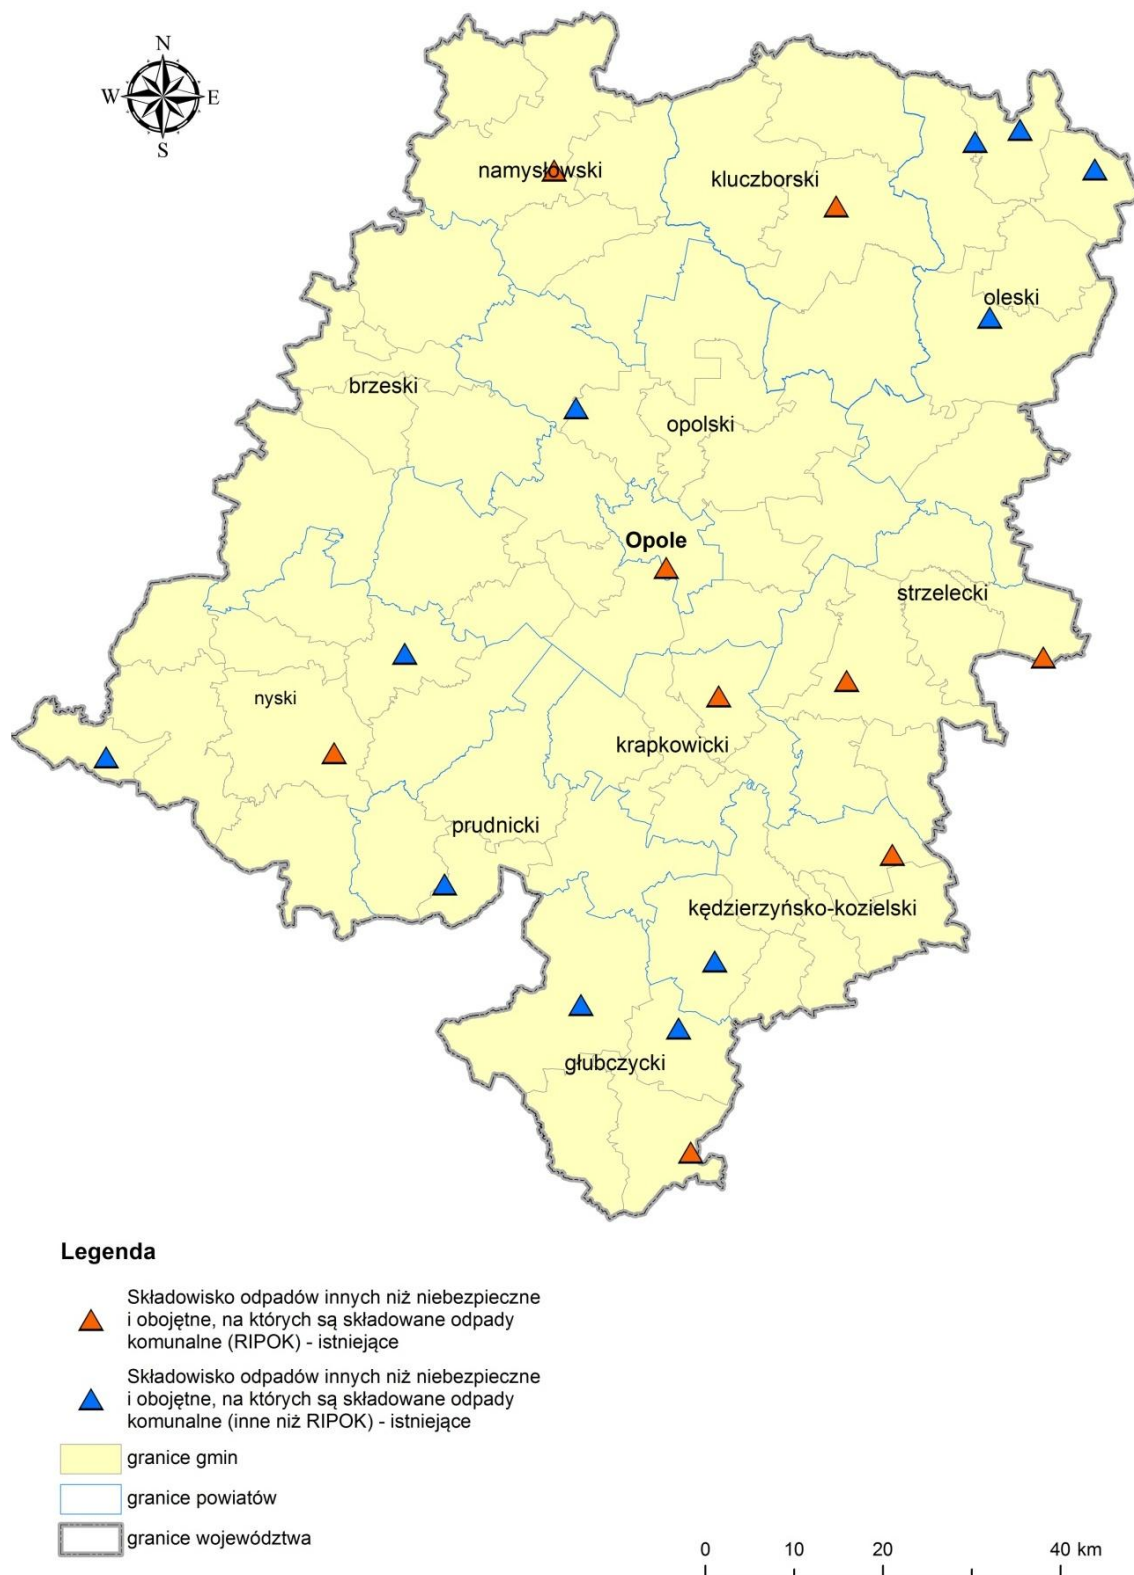 N
W E
S
namysłowski
kluczborski
oleski
brzeski
opolski
Opole
strzelecki
nyski
krapkowicki
prudnicki
kędzierzyńsko-kozielski
głubczycki
Legenda
Składowisko odpadów innych niż niebezpieczne
i obojętne, na których są składowane odpady
komunalne (RIPOK) - istniejące
Składowisko odpadów innych niż niebezpieczne
i obojętne, na których są składowane odpady
komunalne (inne niż RIPOK) - istniejące
granice gmin
granice powiatów
granice województwa
0 10 20 40 km